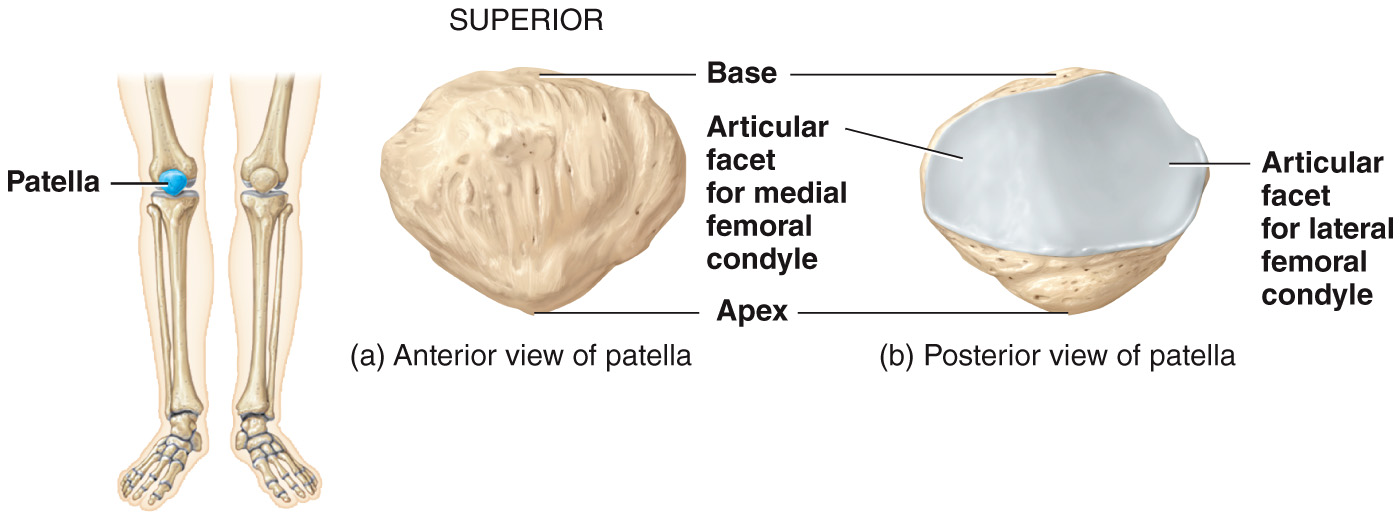 SUPERIOR
Patella
Base
Articular
facet
for medial
femoral
condyle
Articular
facet
for lateral
femoral
condyle
Apex
(a) Anterior view of patella
(b) Posterior view of patella